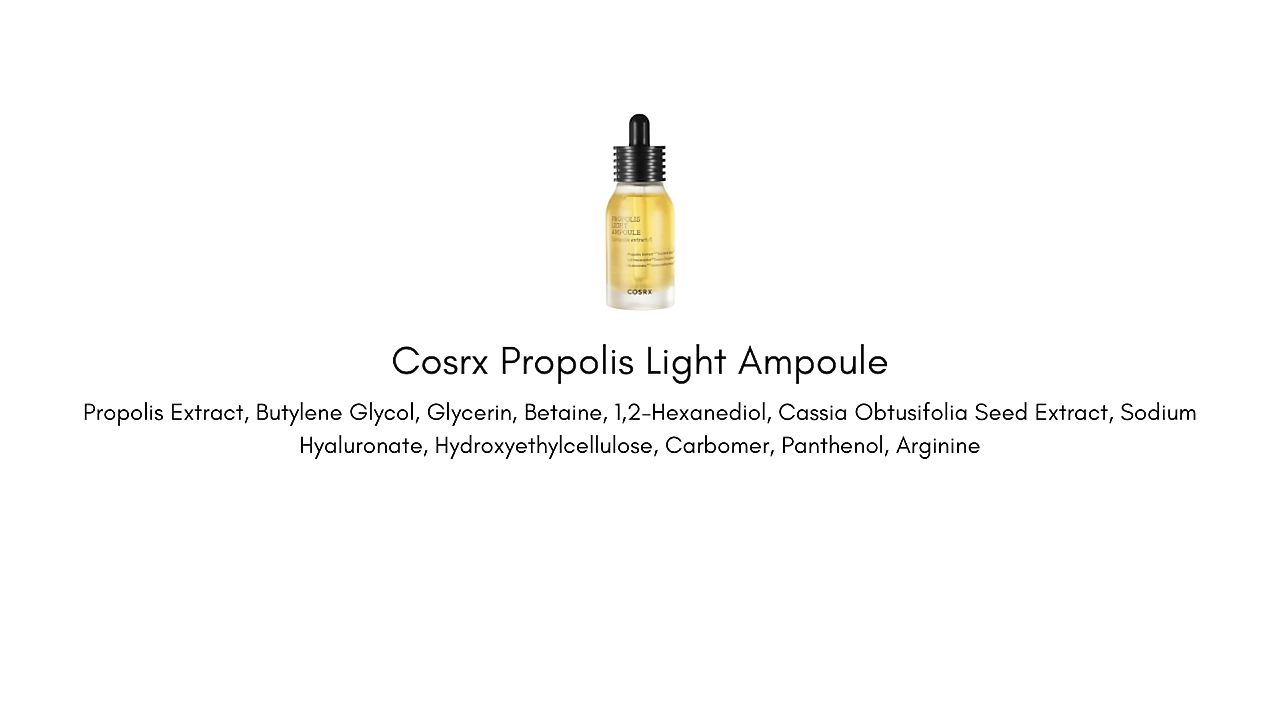 PROPOLIS
LIGHT
AMPOULE
COSRX
Cosrx Propolis Light Ampoule
Propolis Extract, Butylene Glycol, Glycerin, Betaine, 1,2-Hexanediol, Cassia Obtusifolia Seed Extract, Sodium
Hyaluronate, Hydroxyethylcellulose, Carbomer, Panthenol, Arginine